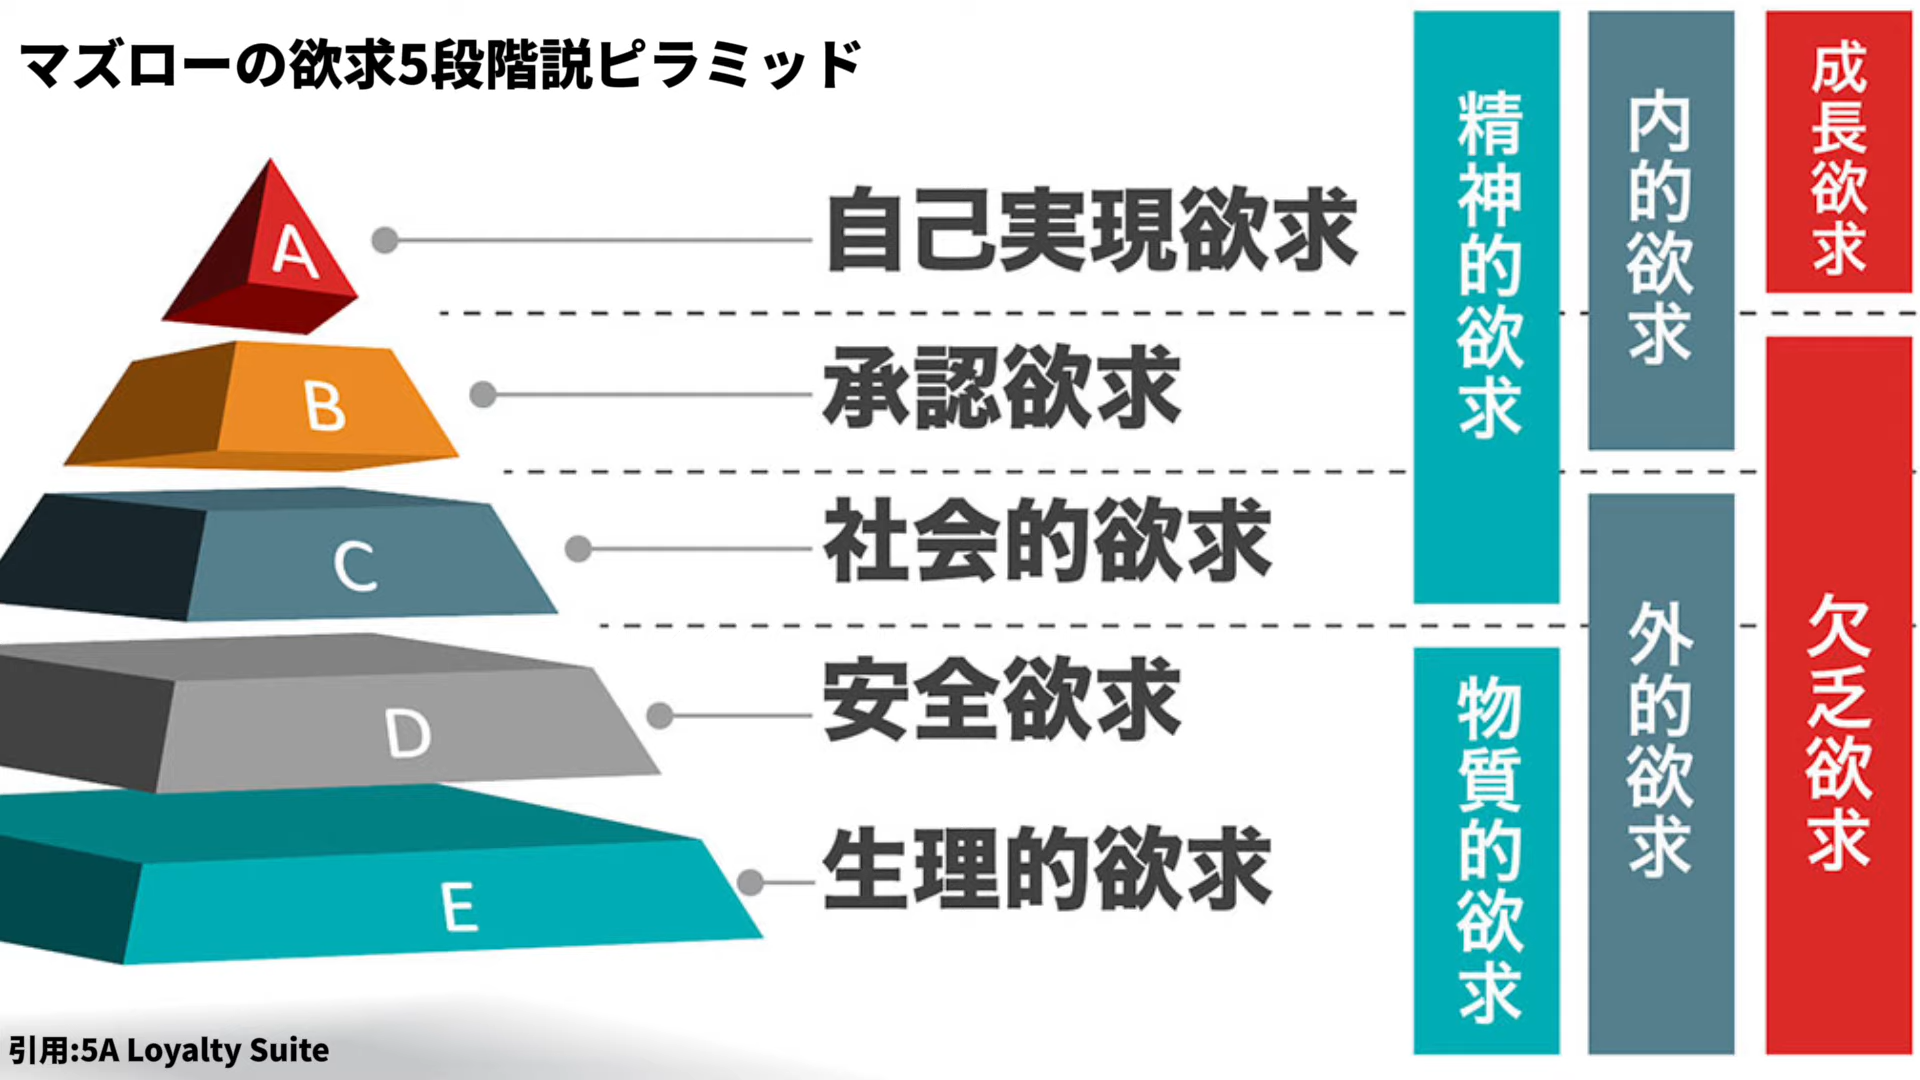 マズローの欲求5段階説ピラミッド
A
自己実現欲求
B
承認欲求
C
社会的欲求
D
安全欲求
E
生理的欲求
精神的欲求
物質的欲求
内的欲求
外的欲求
成長欲求
欠乏欲求
引用:5A Loyalty Suite